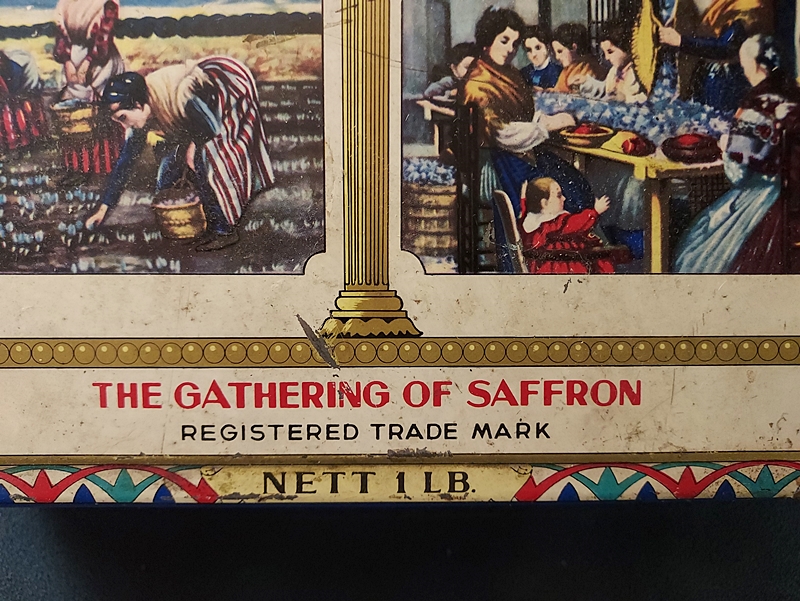 THE GATHERING OF SAFFRON
REGISTERED TRADE MARK
NETT 1 LB.